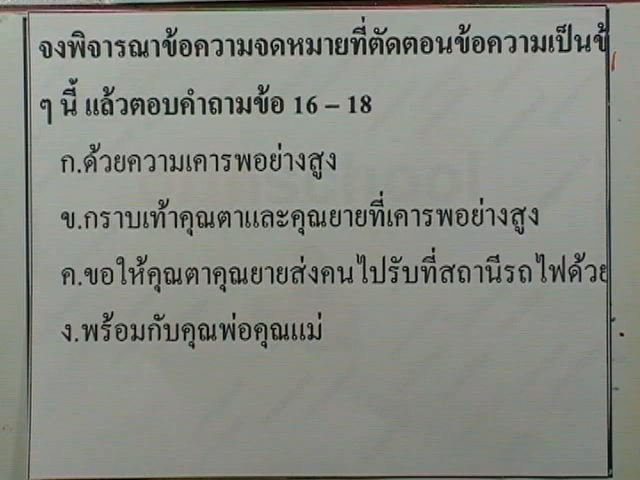 จงพิจารณาข้อความจดหมายที่ตัดตอนข้อความเป็นข้
ๆ นี้ แล้วตอบคำถามข้อ 16 – 18
ก.ด้วยความเคารพอย่างสูง
ข.กราบเท้าคุณตาและคุณยายที่เคารพอย่างสูง
ค.ขอให้คุณตาคุณยายส่งคนไปรับที่สถานีรถไฟด้วย
ง.พร้อมกับคุณพ่อคุณแม่